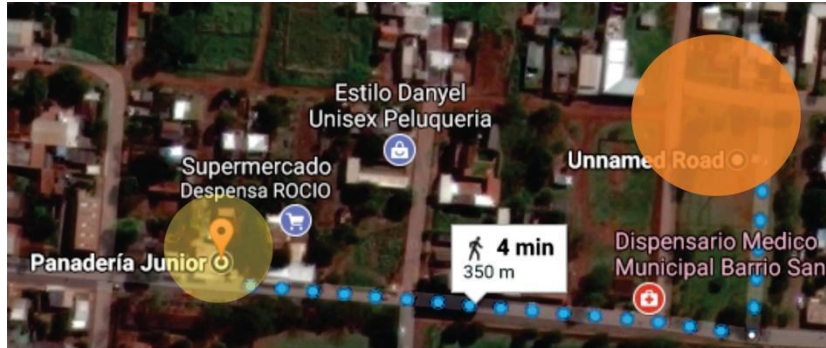 Estilo Danyel
Unisex Peluqueria
Supermercado
Despensa ROCIO
Unnamed Road
Panadería Junior
4 min
350 m
Dispensario Medico
Municipal Barrio San